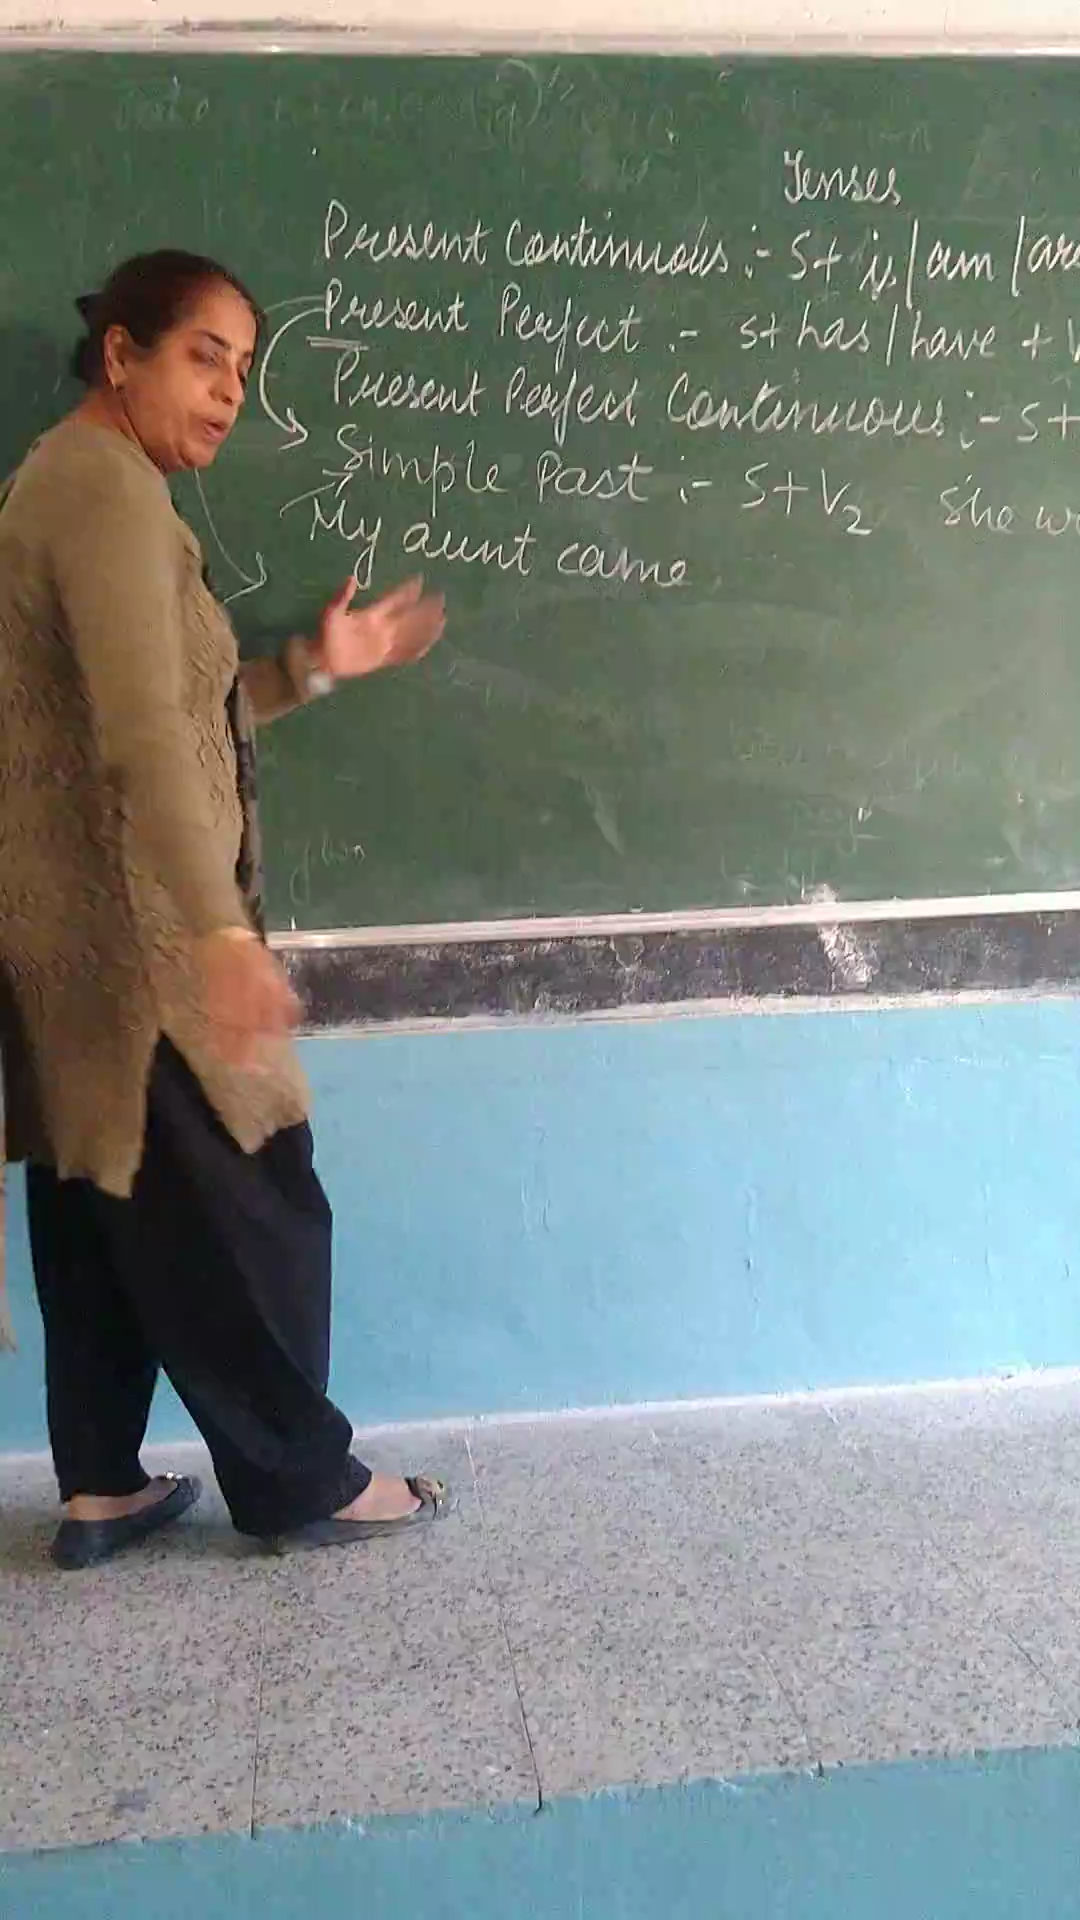 Tenses
Present Continuous :- S+ is/am/are
Present Perfect :- S+ has/have +V
Present Perfect Continuous :- S+
Simple Past :- S+V2 She
My aunt came